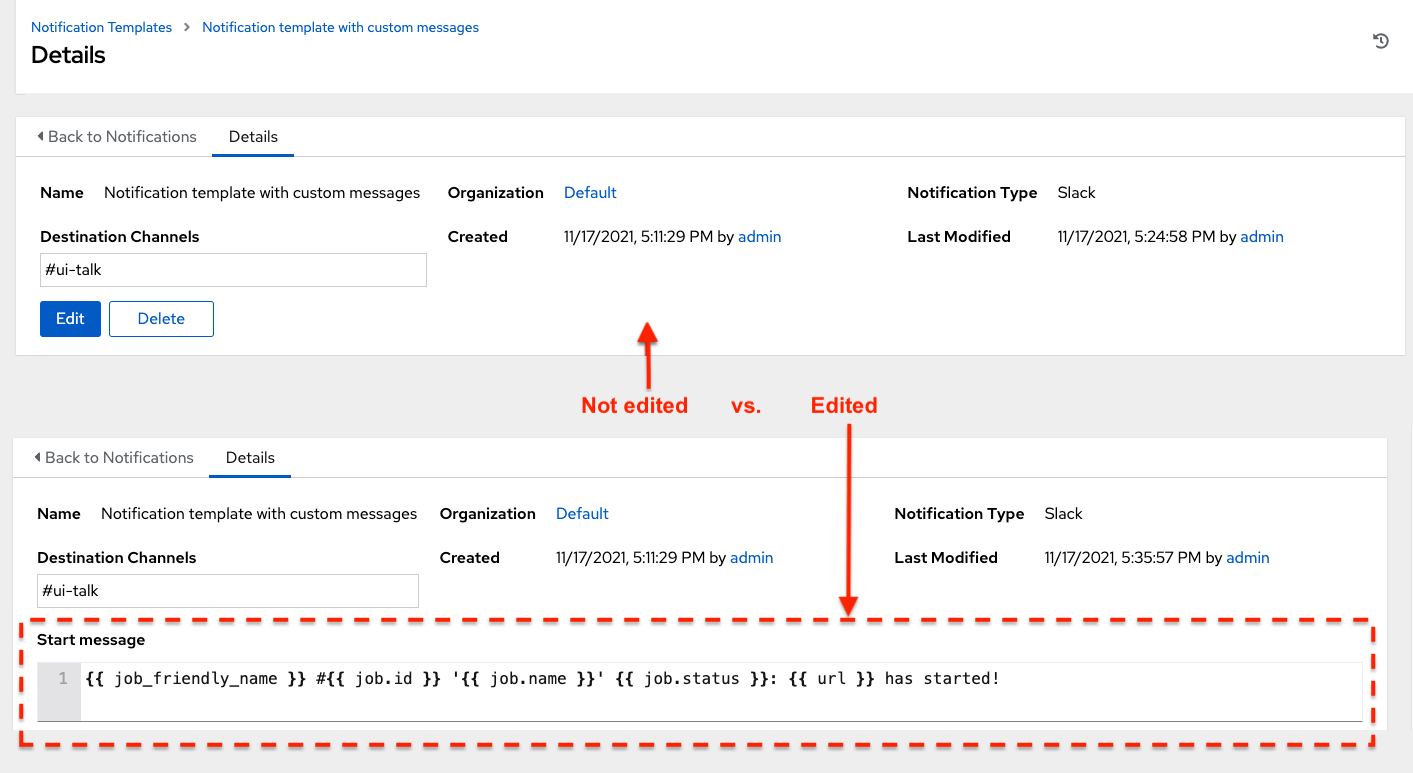 Notification Templates > Notification template with custom messages
Details
Back to Notifications Details
Name Notification template with custom messages Organization Default Notification Type Slack
Destination Channels Created 11/17/2021, 5:11:29 PM by admin Last Modified 11/17/2021, 5:24:58 PM by admin
#ui-talk
Edit Delete
Not edited vs. Edited
Back to Notifications Details
Name Notification template with custom messages Organization Default Notification Type Slack
Destination Channels Created 11/17/2021, 5:11:29 PM by admin Last Modified 11/17/2021, 5:35:57 PM by admin
#ui-talk
Start message
1 {{ job_friendly_name }} #{{ job.id }} '{{ job.name }}' {{ job.status }}: {{ url }} has started!